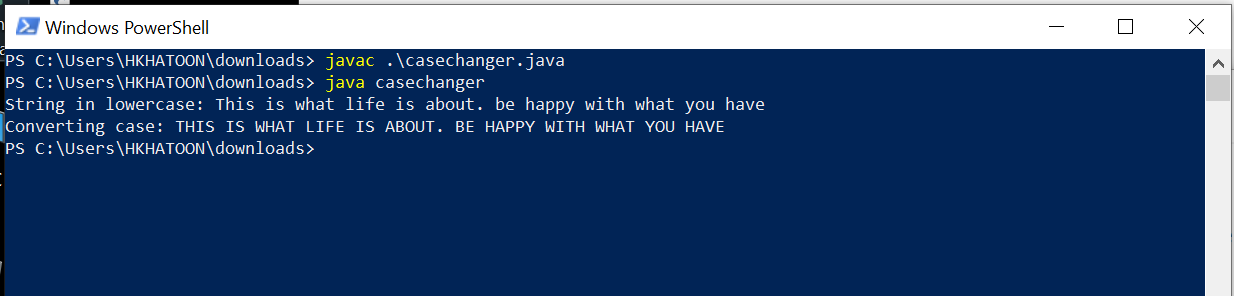 Windows PowerShell
PS C:\Users\HKHATOON\downloads> javac .\casechanger.java
PS C:\Users\HKHATOON\downloads> java casechanger
String in lowercase: This is what life is about. be happy with what you have
Converting case: THIS IS WHAT LIFE IS ABOUT. BE HAPPY WITH WHAT YOU HAVE
PS C:\Users\HKHATOON\downloads>